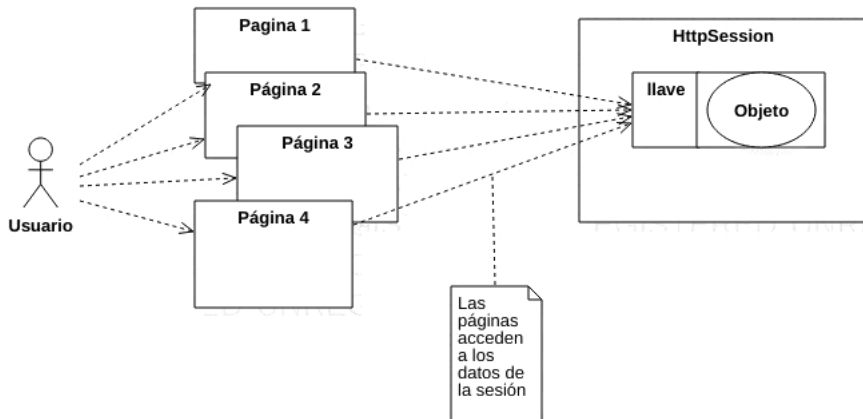 Pagina 1
HttpSession
Página 2
llave
Objeto
Página 3
Usuario
Página 4
Las
páginas
acceden
a los
datos de
la sesión